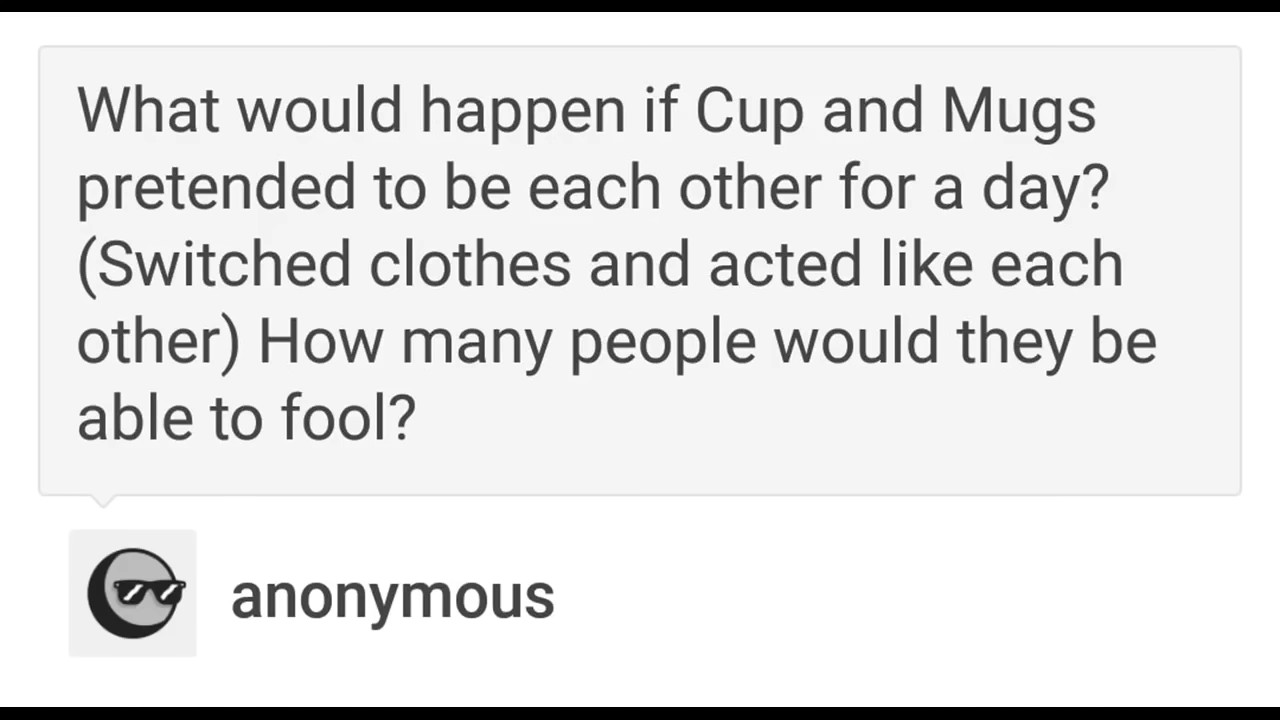 What would happen if Cup and Mugs
pretended to be each other for a day?
(Switched clothes and acted like each
other) How many people would they be
able to fool?
anonymous